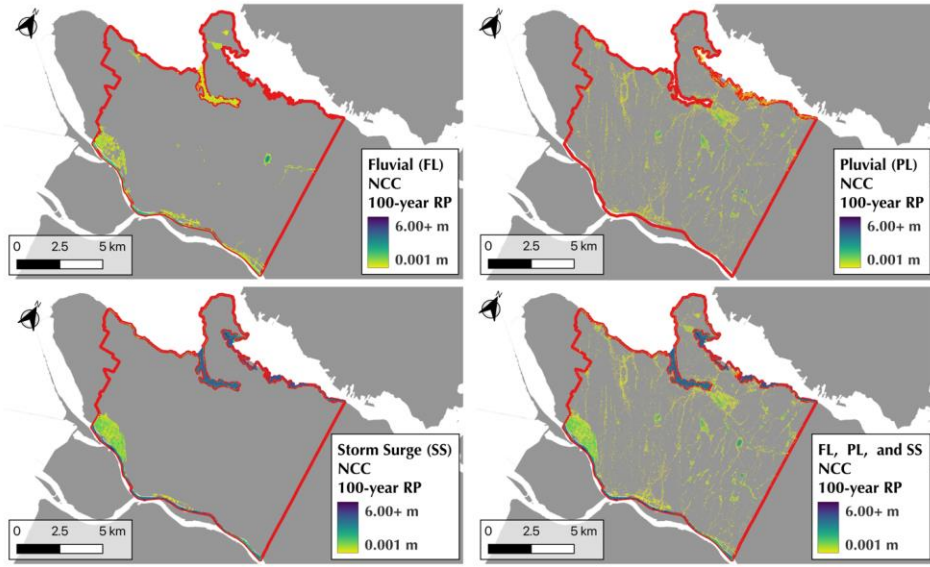 N
Fluvial (FL)
NCC
100-year RP
6.00+ m
0.001 m
0 2.5 5 km
N
Pluvial (PL)
NCC
100-year RP
6.00+ m
0.001 m
0 2.5 5 km
N
Storm Surge (SS)
NCC
100-year RP
6.00+ m
0.001 m
0 2.5 5 km
N
FL, PL, and SS
NCC
100-year RP
6.00+ m
0.001 m
0 2.5 5 km